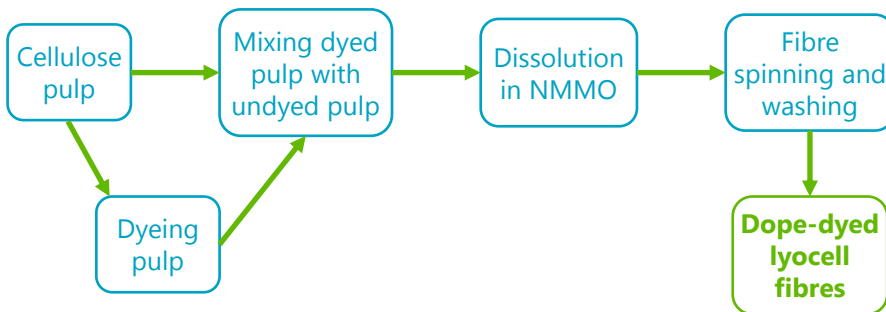 Cellulose
pulp
Mixing dyed
pulp with
undyed pulp
Dissolution
in NMMO
Fibre
spinning and
washing
Dyeing
pulp
Dope-dyed
lyocell
fibres